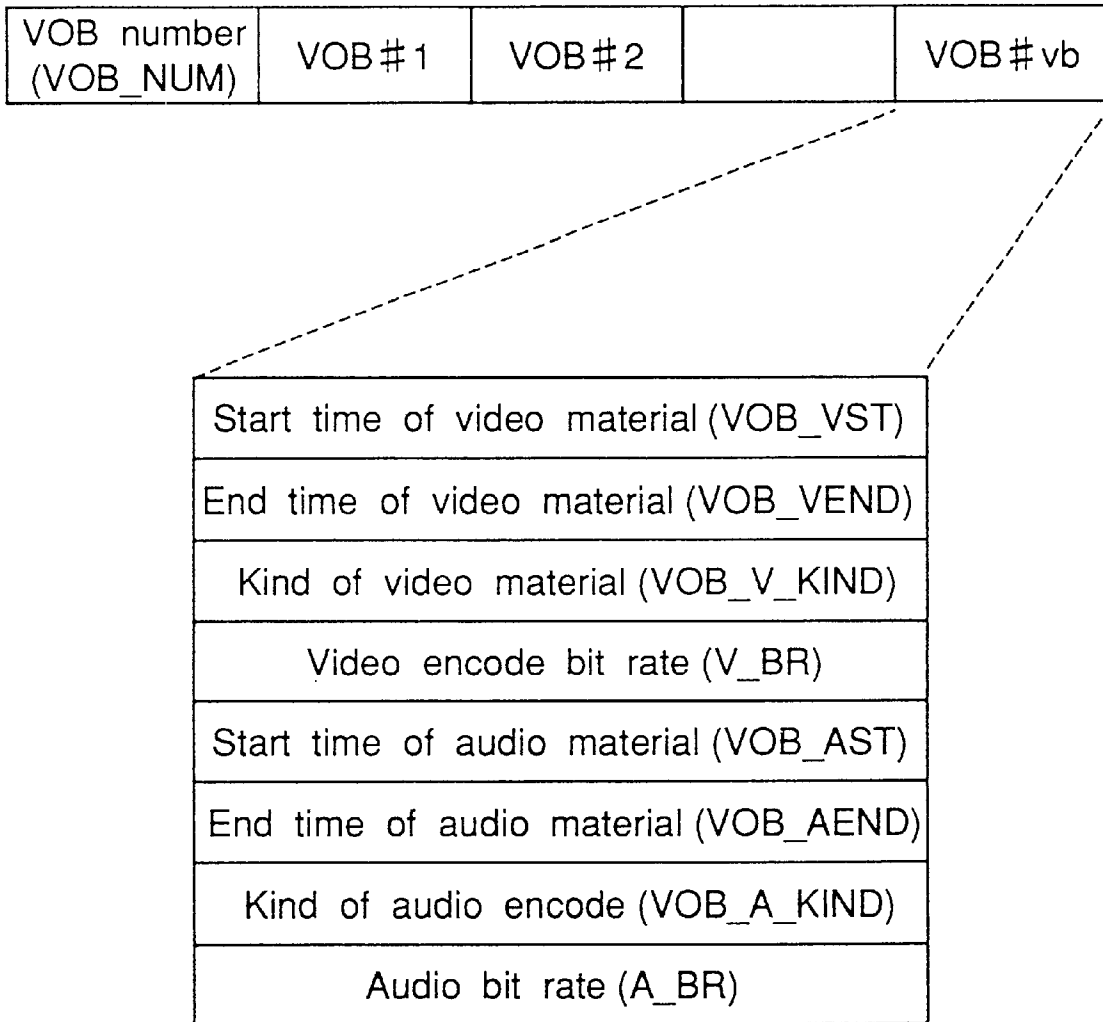 VOB number
(VOB_NUM)
VOB#1
VOB#2
VOB#vb
Start time of video material (VOB_VST)
End time of video material (VOB_VEND)
Kind of video material (VOB_V_KIND)
Video encode bit rate (V_BR)
Start time of audio material (VOB_AST)
End time of audio material (VOB_AEND)
Kind of audio encode (VOB_A_KIND)
Audio bit rate (A_BR)